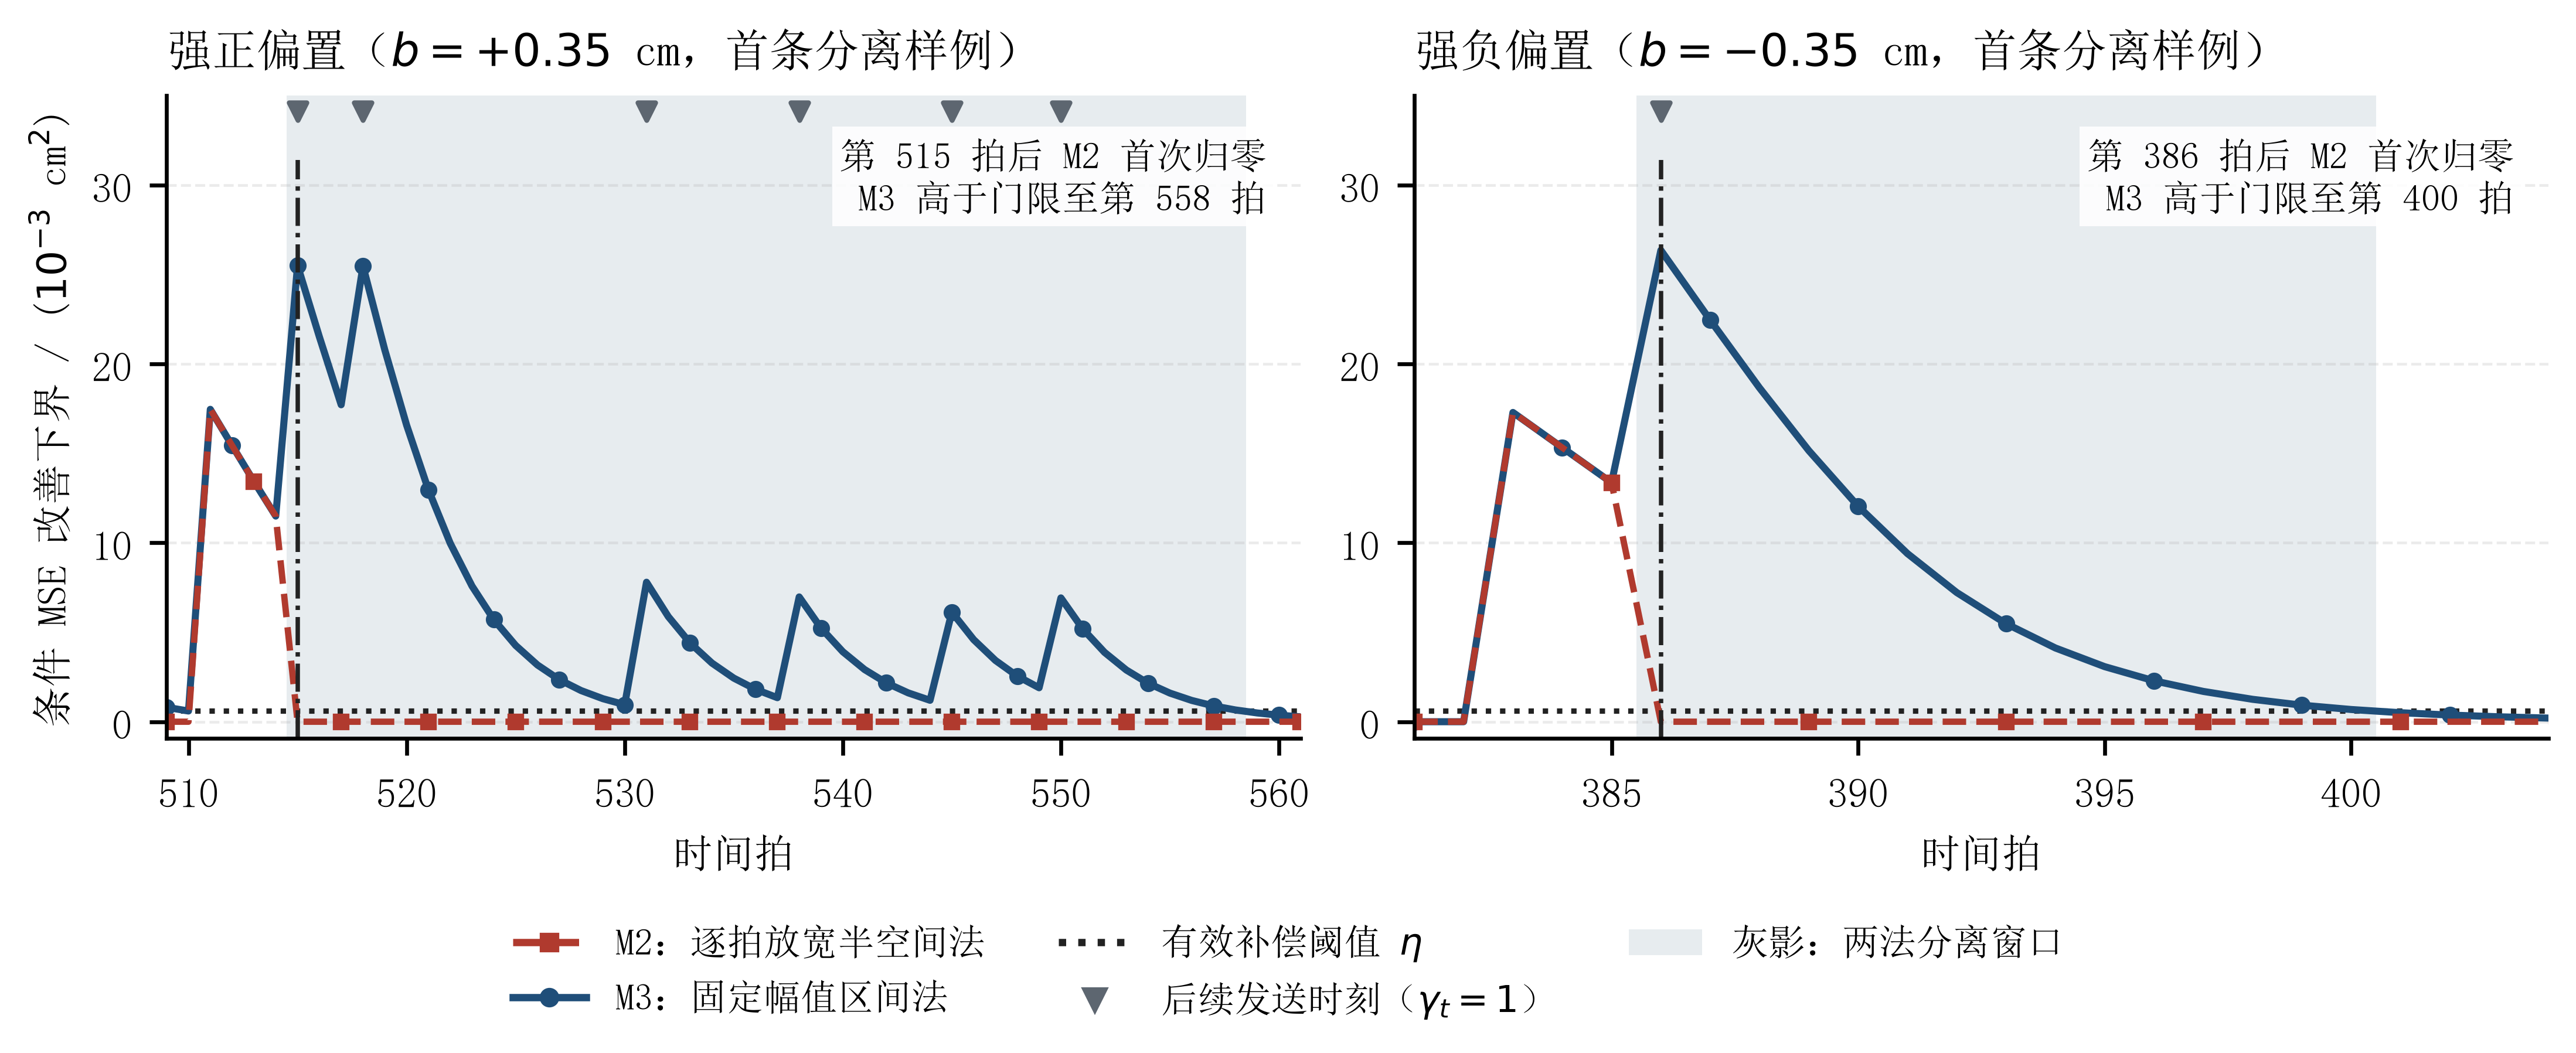 强正偏置（b = +0.35 cm，首条分离样例）
强负偏置（b = −0.35 cm，首条分离样例）
条件 MSE 改善下界 / (10⁻³ cm²)
30
20
10
0
第 515 拍后 M2 首次归零
M3 高于门限至第 558 拍
510 520 530 540 550 560
时间拍
30
20
10
0
第 386 拍后 M2 首次归零
M3 高于门限至第 400 拍
385 390 395 400
时间拍
M2：逐拍放宽半空间法
M3：固定幅值区间法
有效补偿阈值 η
后续发送时刻（γₜ = 1）
灰影：两法分离窗口